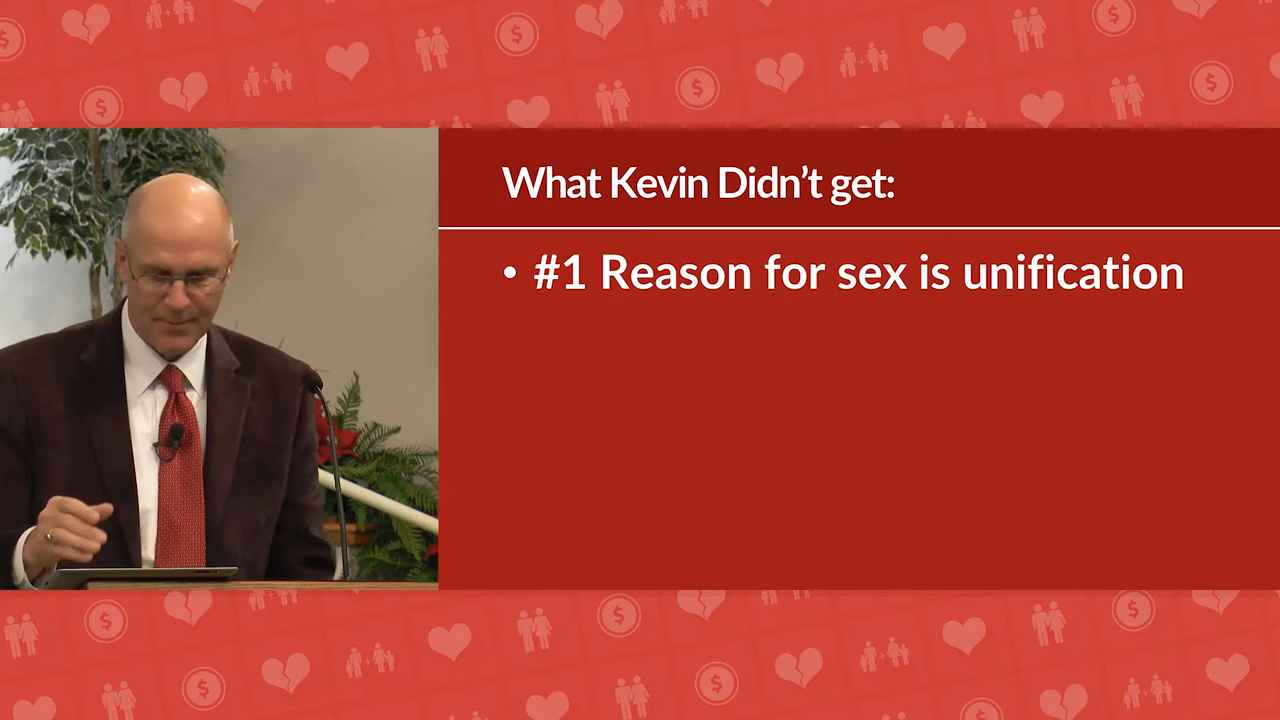 What Kevin Didn't get:
• #1 Reason for sex is unification